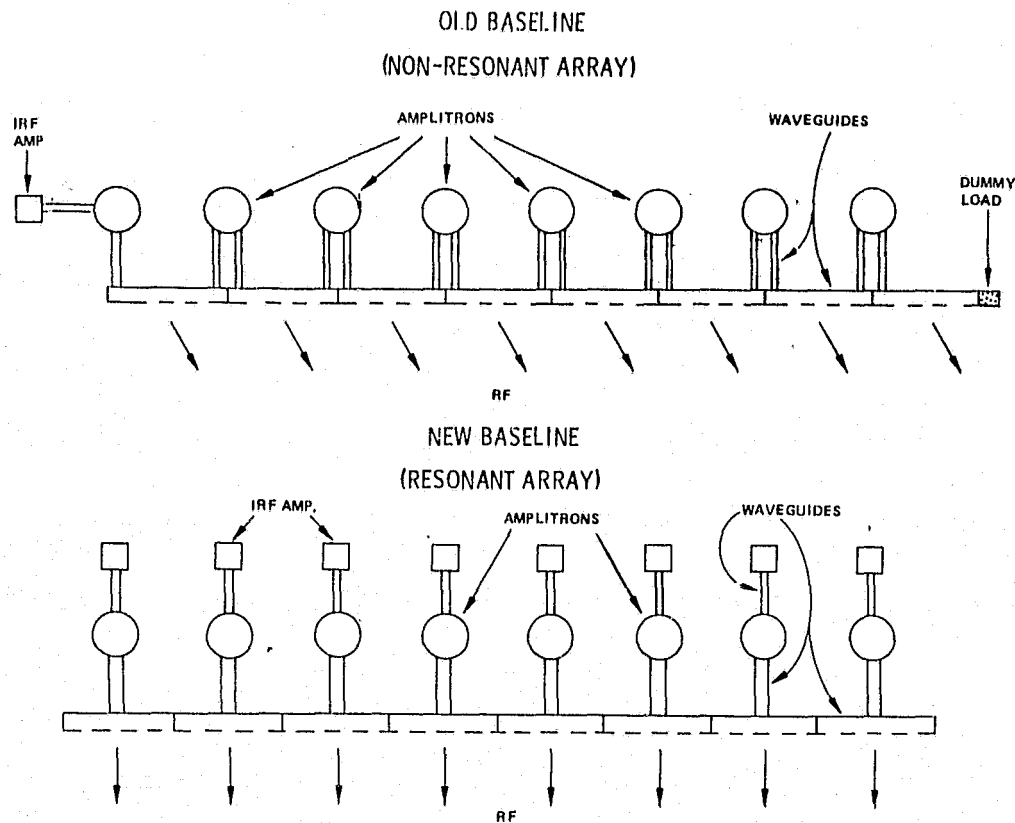 OLD BASELINE
(NON-RESONANT ARRAY)
IRF
AMP
AMPLITRONS
WAVEGUIDES
DUMMY
LOAD
RF
NEW BASELINE
(RESONANT ARRAY)
IRF AMP.
AMPLITRONS
WAVEGUIDES
RF